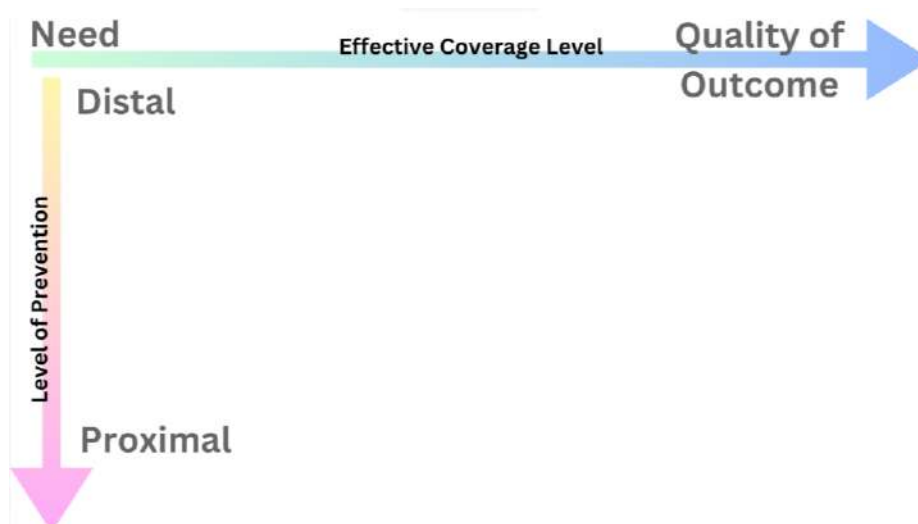 Need
Effective Coverage Level
Quality of
Outcome
Distal
Level of Prevention
Proximal